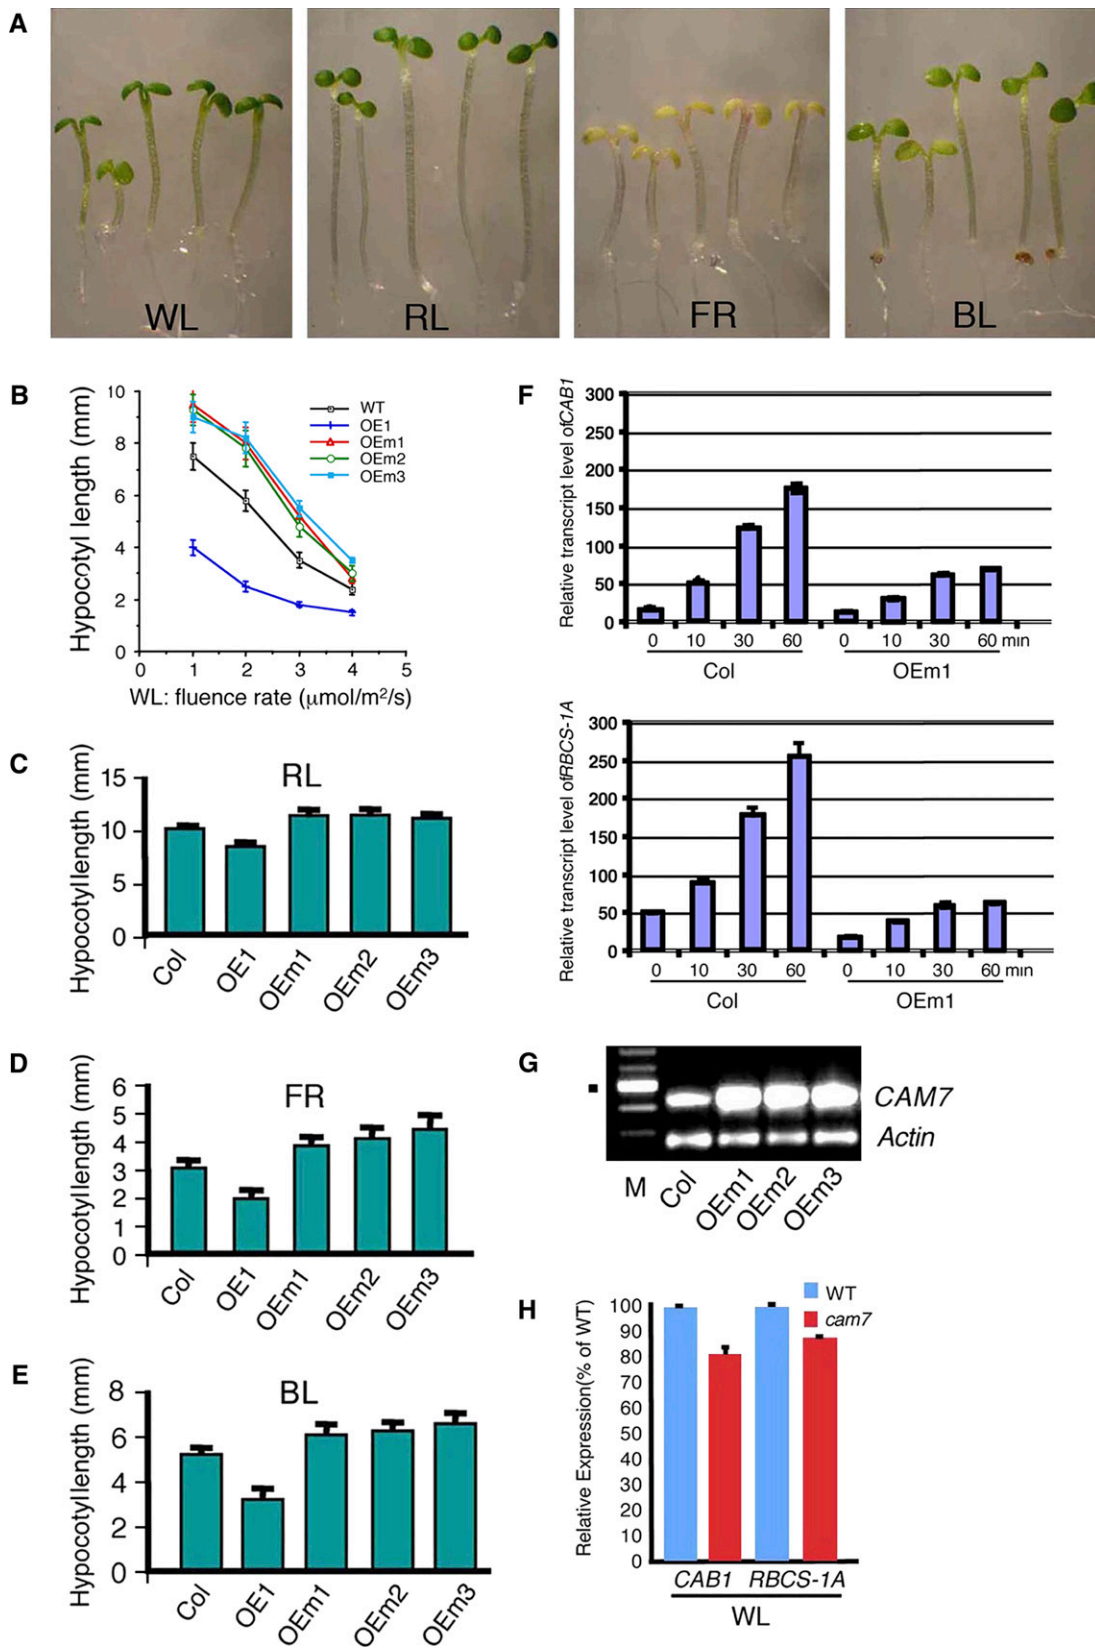 A
WL
RL
FR
BL
B
Hypocotyl length (mm)
10
8
6
4
2
0
0
1
2
3
4
5
WL: fluence rate (μmol/m²/s)
WT
OE1
OEm1
OEm2
OEm3
C
Hypocotyl length (mm)
RL
15
10
5
0
Col
OE1
OEm1
OEm2
OEm3
D
Hypocotyl length (mm)
FR
6
5
4
3
2
1
0
Col
OE1
OEm1
OEm2
OEm3
E
Hypocotyl length (mm)
BL
8
6
4
2
0
Col
OE1
OEm1
OEm2
OEm3
F
Relative transcript level of CAB1
300
250
200
150
100
50
0
0 10 30 60 0 10 30 60 min
Col OEm1
Relative transcript level of RBCS-1A
300
250
200
150
100
50
0
0 10 30 60 0 10 30 60 min
Col OEm1
G
CAM7
Actin
M
Col
OEm1
OEm2
OEm3
H
Relative Expression(% of WT)
100
90
80
70
60
50
40
30
20
10
0
WT
cam7
CAB1 RBCS-1A
WL